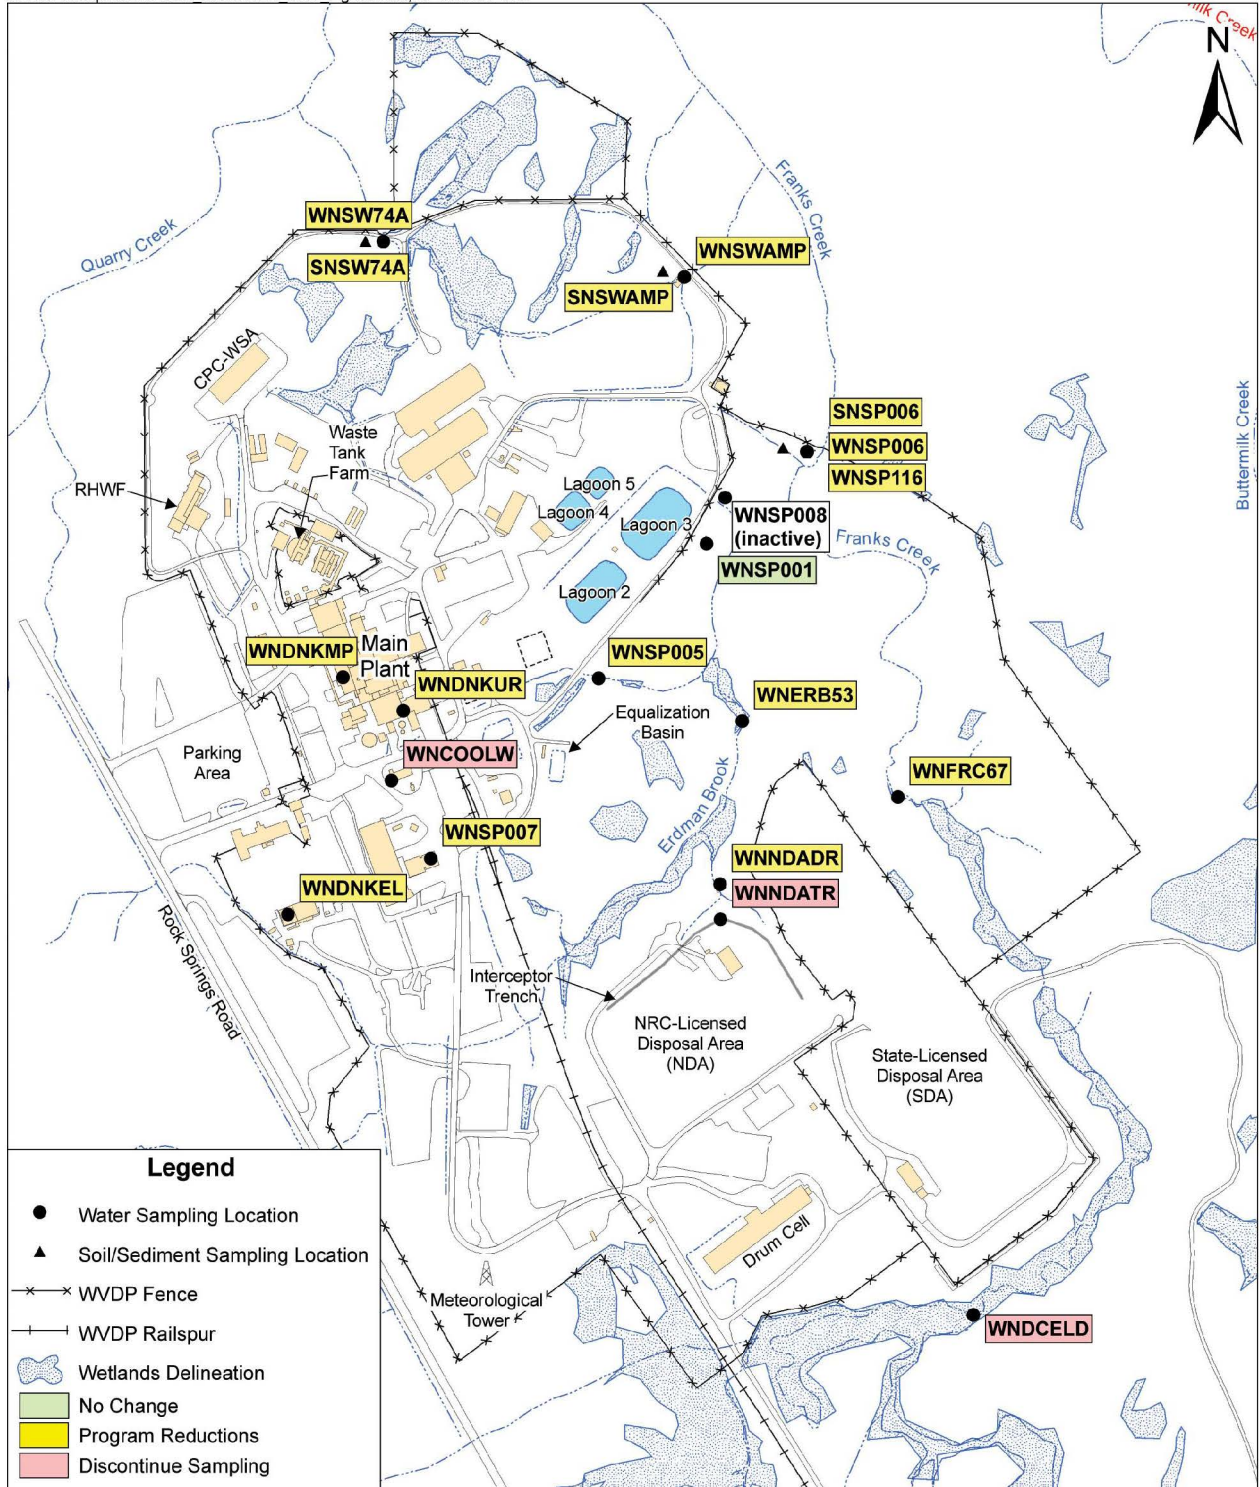 ilk Creek
N
Franks Creek
WNSW74A
Quarry Creek
SNSW74A
WNSWAMP
SNSWAMP
CPC-WSA
Buttermilk Creek
SNSP006
WNSP006
WNSP116
Waste
Tank
Farm
RHWF
Lagoon 5
Lagoon 4
Lagoon 3
WNSP008
(inactive)
Franks Creek
WNSP001
Lagoon 2
WNDNKMP
Main
Plant
WNSP005
WNDNKUR
WNERB53
Equalization
Basin
WNCOOLW
Parking
Area
WNFRC67
Erdman Brook
WNSP007
WNNDADR
WNDNKEL
WNNDATR
Rock Springs Road
Interceptor
Trench
NRC-Licensed
Disposal Area
(NDA)
State-Licensed
Disposal Area
(SDA)
Drum Cell
Meteorological
Tower
WNDCELD
Legend
Water Sampling Location
Soil/Sediment Sampling Location
WVDP Fence
WVDP Railspur
Wetlands Delineation
No Change
Program Reductions
Discontinue Sampling